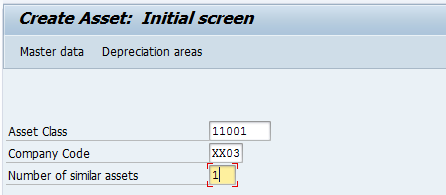 Create Asset: Initial screen
Master data Depreciation areas
Asset Class 11001
Company Code XX03
Number of similar assets 1